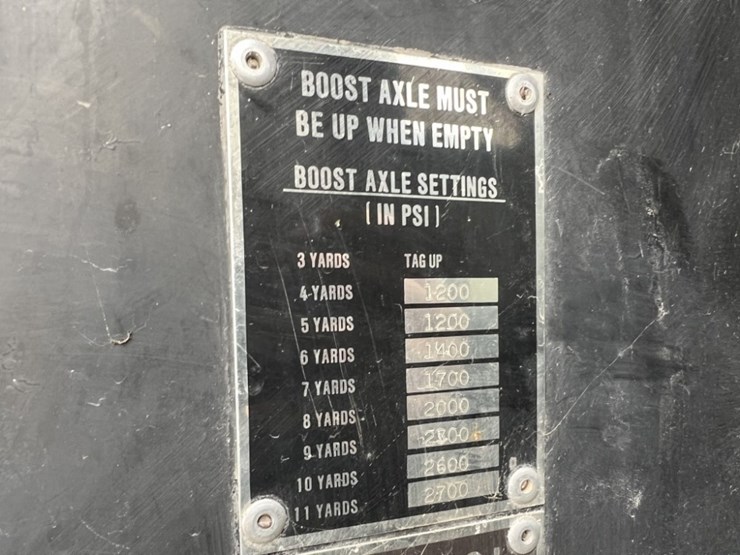 BOOST AXLE MUST
BE UP WHEN EMPTY
BOOST AXLE SETTINGS
( IN PSI )
3 YARDS TAG UP
4 YARDS 1200
5 YARDS 1200
6 YARDS 1400
7 YARDS 1700
8 YARDS 2000
9 YARDS
10 YARDS 2600
11 YARDS 2700